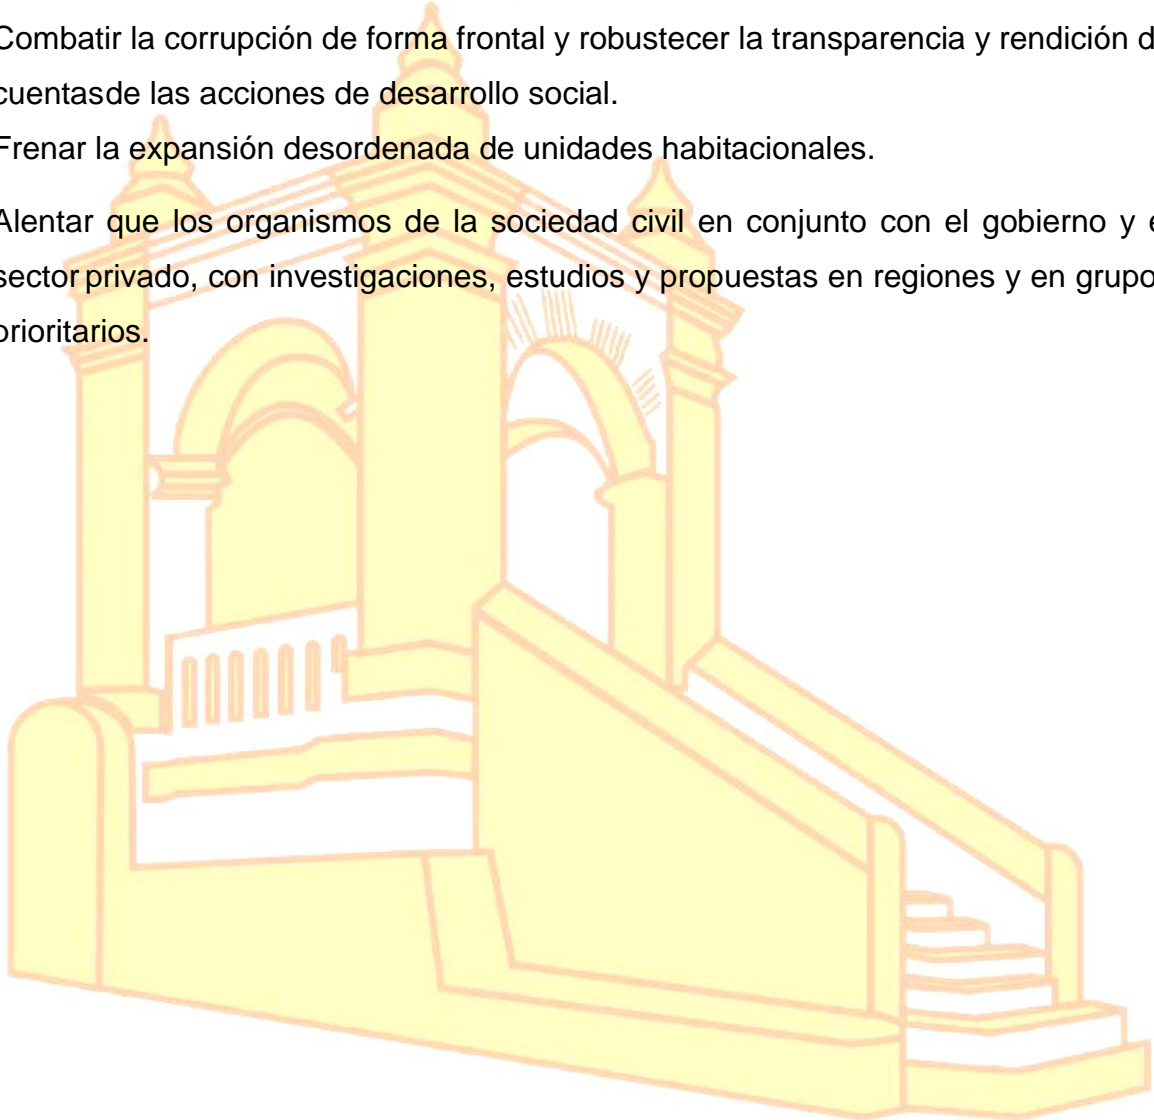 Combatir la corrupción de forma frontal y robustecer la transparencia y rendición d
cuentasde las acciones de desarrollo social.
Frenar la expansión desordenada de unidades habitacionales.
Alentar que los organismos de la sociedad civil en conjunto con el gobierno y e
sector privado, con investigaciones, estudios y propuestas en regiones y en grupo
prioritarios.